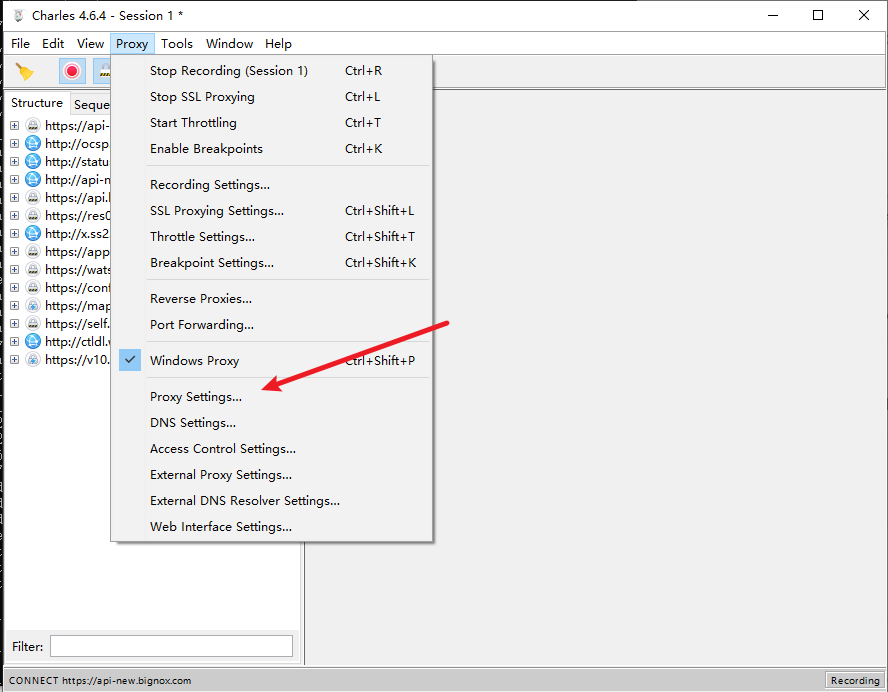 Charles 4.6.4 - Session 1 *
File Edit View Proxy Tools Window Help
Stop Recording (Session 1) Ctrl+R
Stop SSL Proxying Ctrl+L
Start Throttling Ctrl+T
Enable Breakpoints Ctrl+K
Recording Settings...
SSL Proxying Settings... Ctrl+Shift+L
Throttle Settings... Ctrl+Shift+T
Breakpoint Settings... Ctrl+Shift+K
Reverse Proxies...
Port Forwarding...
Windows Proxy Ctrl+Shift+P
Proxy Settings...
DNS Settings...
Access Control Settings...
External Proxy Settings...
External DNS Resolver Settings...
Web Interface Settings...
Structure Seque
https://api-
http://ocsp
http://statu
http://api-n
https://api.
https://res0
http://x.ss2
https://app
https://wats
https://conf
https://map
https://self.
http://ctldl.
https://v10.
Filter:
CONNECT https://api-new.bignox.com Recording